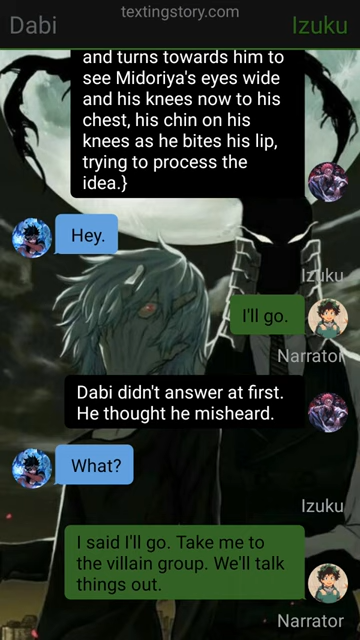 textingstory.com
Dabi
Izuku
and turns towards him to
see Midoriya's eyes wide
and his knees now to his
chest, his chin on his
knees as he bites his lip,
trying to process the
idea.}
Hey.
Izuku
I'll go.
Narrator
Dabi didn't answer at first.
He thought he misheard.
What?
Izuku
I said I'll go. Take me to
the villain group. We'll talk
things out.
Narrator